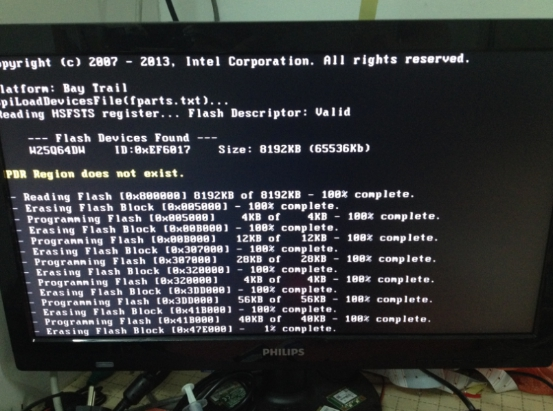 opyright (c) 2007 - 2013, Intel Corporation. All rights reserved.
latform: Bay Trail
piLoadDevicesFile(fparts.txt)...
eading HSFSTS register... Flash Descriptor: Valid
--- Flash Devices Found ---
W25Q64DW ID:0xEF6017 Size: 8192KB (65536Kb)
PDR Region does not exist.
- Reading Flash [0x800000] 8192KB of 8192KB - 100% complete.
- Erasing Flash Block [0x005000] - 100% complete.
- Programming Flash [0x005000] 4KB of 4KB - 100% complete.
- Erasing Flash Block [0x00B000] - 100% complete.
- Programming Flash [0x00B000] 12KB of 12KB - 100% complete.
- Erasing Flash Block [0x307000] - 100% complete.
- Programming Flash [0x307000] 28KB of 28KB - 100% complete.
- Erasing Flash Block [0x320000] - 100% complete.
- Programming Flash [0x320000] 4KB of 4KB - 100% complete.
- Erasing Flash Block [0x3DD000] - 100% complete.
- Programming Flash [0x3DD000] 56KB of 56KB - 100% complete.
- Erasing Flash Block [0x41B000] - 100% complete.
- Programming Flash [0x41B000] 40KB of 40KB - 100% complete.
- Erasing Flash Block [0x47E000] - 1% complete.
PHILIPS